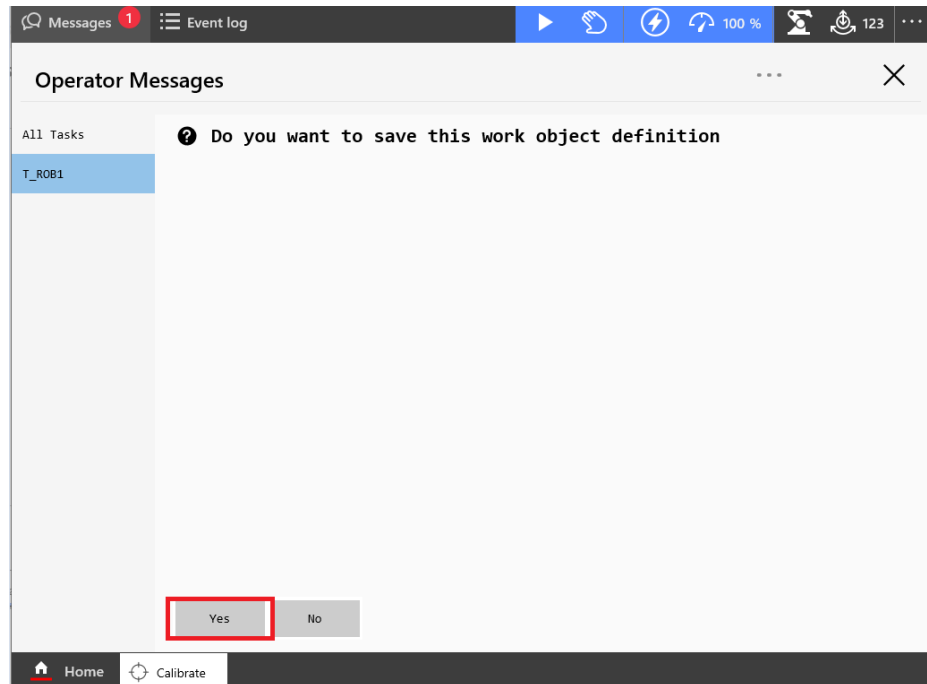 Messages 1 Event log 100 % 123 ...
Operator Messages ...
All Tasks
Do you want to save this work object definition
T_ROB1
Yes No
Home Calibrate